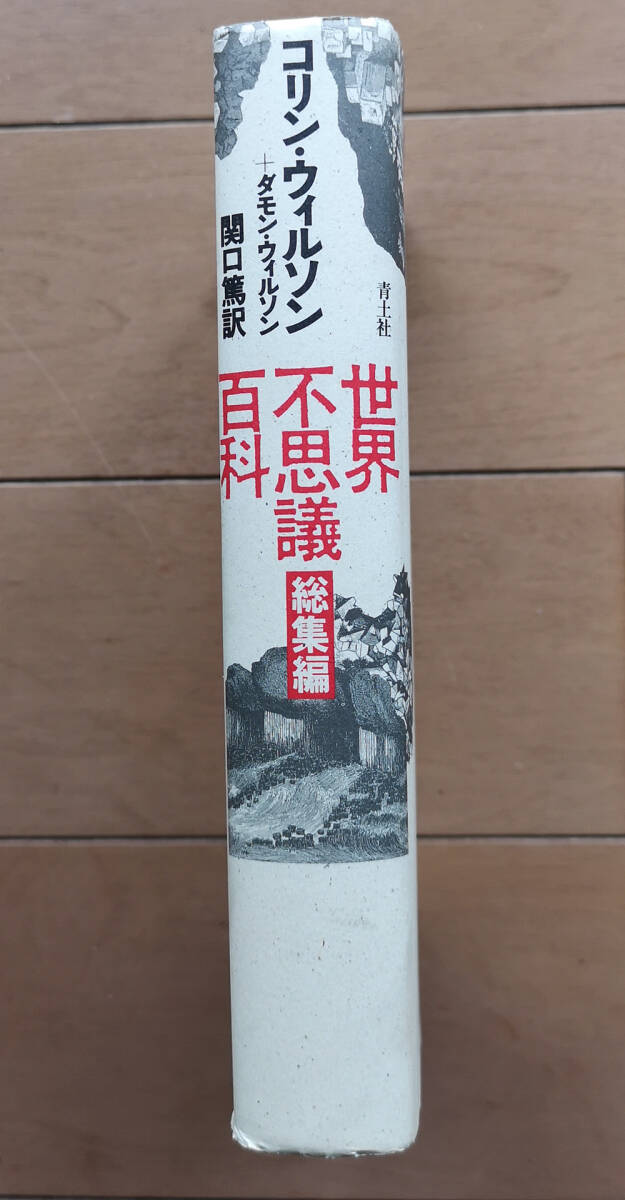 コリン・ウィルソン
+ダモン・ウィルソン
関口篤訳
青土社
世界
不思議
百科
総集編